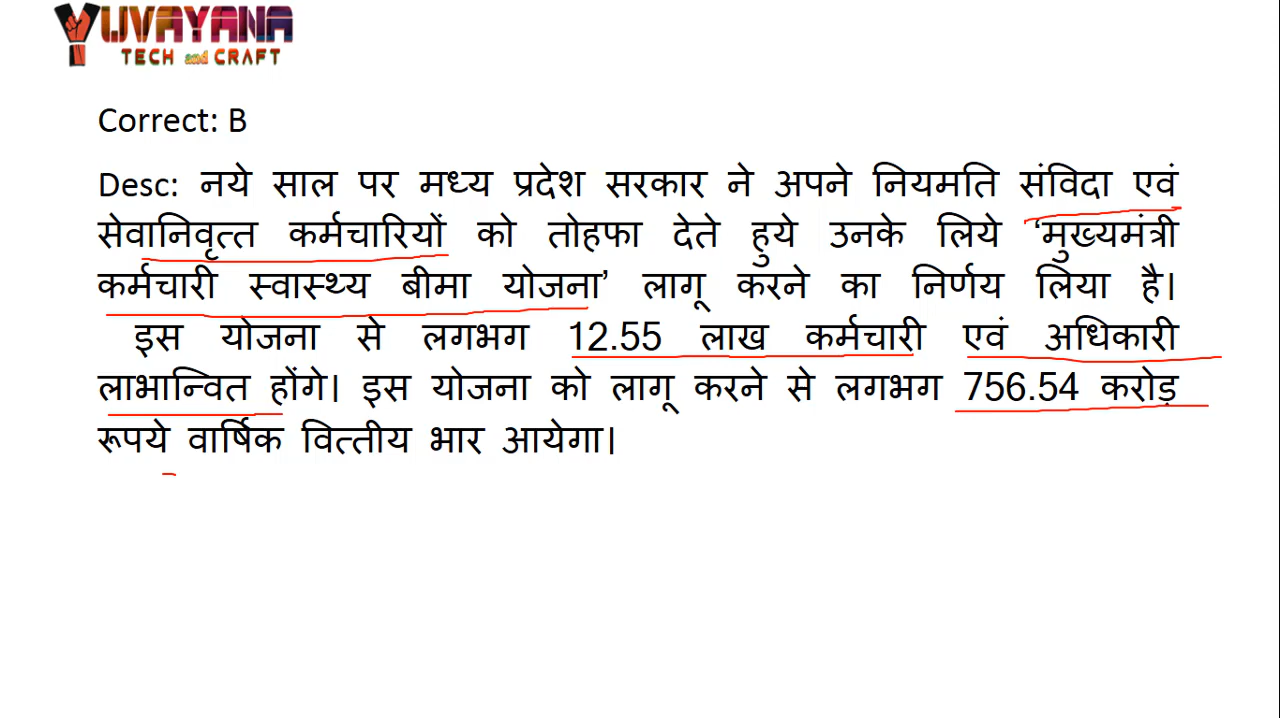 YUVAYANA
TECH and CRAFT
Correct: B
Desc: नये साल पर मध्य प्रदेश सरकार ने अपने नियमति संविदा एवं
सेवानिवृत्त कर्मचारियों को तोहफा देते हुये उनके लिये ‘मुख्यमंत्री
कर्मचारी स्वास्थ्य बीमा योजना’ लागू करने का निर्णय लिया है।
इस योजना से लगभग 12.55 लाख कर्मचारी एवं अधिकारी
लाभान्वित होंगे। इस योजना को लागू करने से लगभग 756.54 करोड़
रूपये वार्षिक वित्तीय भार आयेगा।